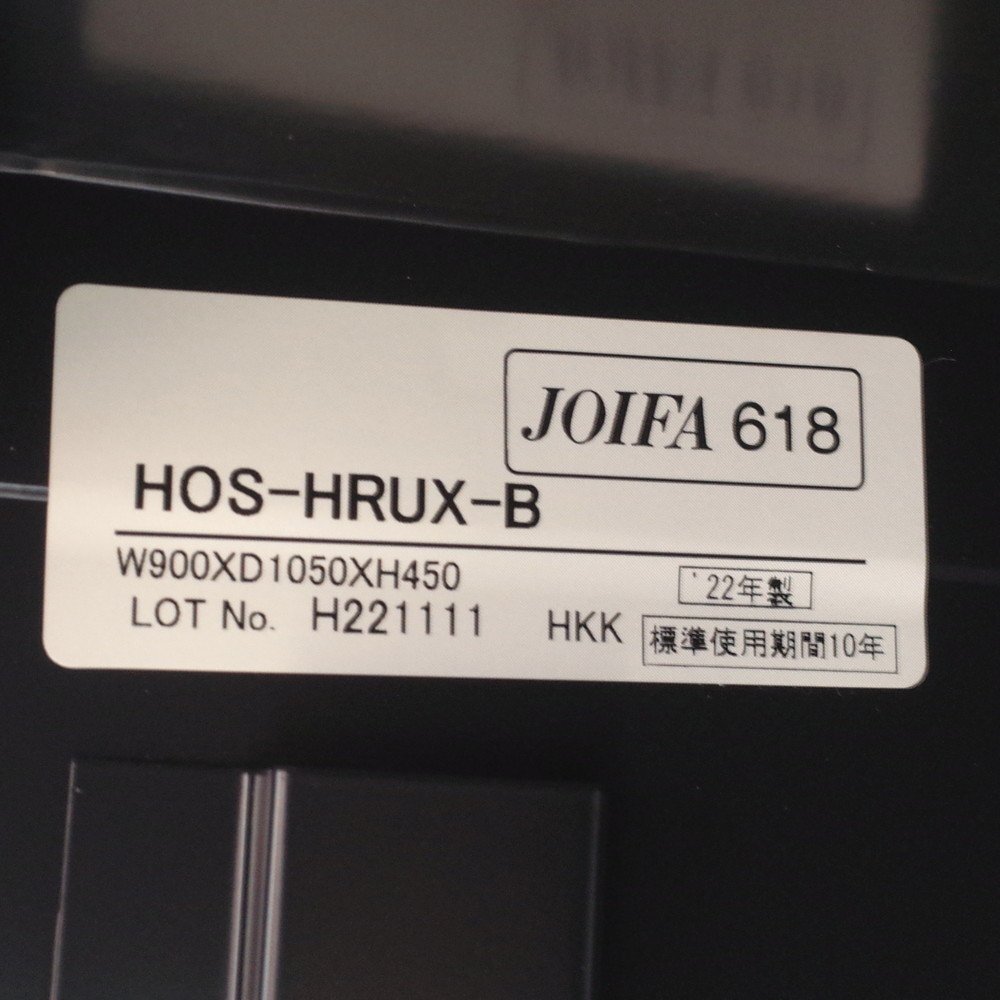 JOIFA 618
HOS-HRUX-B
W900XD1050XH450
'22年製
LOT No. H221111 HKK
標準使用期間10年